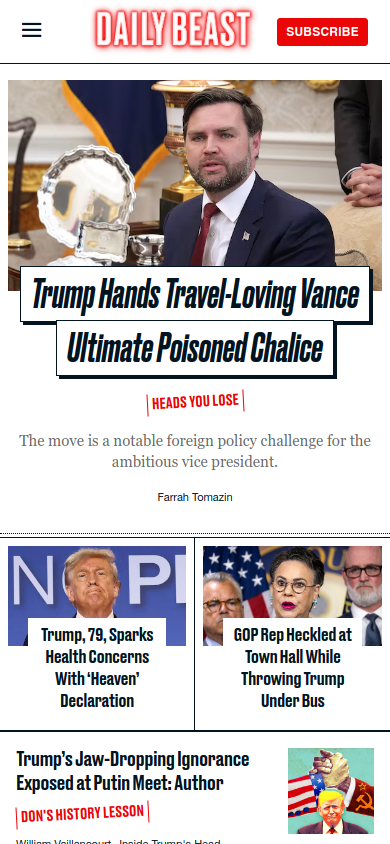 DAILY BEAST
SUBSCRIBE
Trump Hands Travel-Loving Vance
Ultimate Poisoned Chalice
HEADS YOU LOSE
The move is a notable foreign policy challenge for the
ambitious vice president.
Farrah Tomazin
N PI
Trump, 79, Sparks
Health Concerns
With ‘Heaven’
Declaration
GOP Rep Heckled at
Town Hall While
Throwing Trump
Under Bus
Trump’s Jaw-Dropping Ignorance
Exposed at Putin Meet: Author
DON'S HISTORY LESSON
William Vaillancourt, Inside Trump's Head